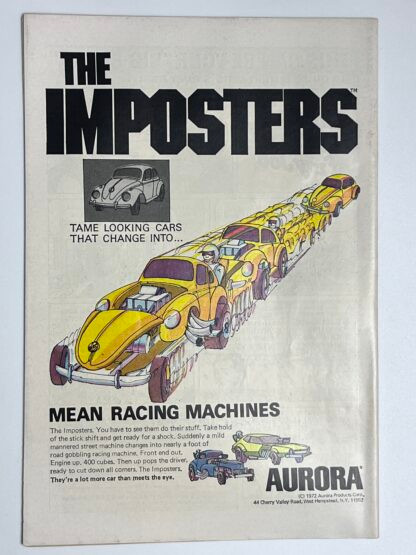 THE
IMPOSTERS™
TAME LOOKING CARS
THAT CHANGE INTO...
MEAN RACING MACHINES
The Imposters. You have to see them do their stuff. Take hold
of the stick shift and get ready for a shock. Suddenly a mild
mannered street machine changes into nearly a foot of
road gobbling racing machine. Front end out.
Engine up. 400 cubes. Then up pops the driver,
ready to cut down all corners. The Imposters.
They're a lot more car than meets the eye.
AURORA
(C) 1972 Aurora Products Corp.
44 Cherry Valley Road, West Hempstead, N.Y. 11552